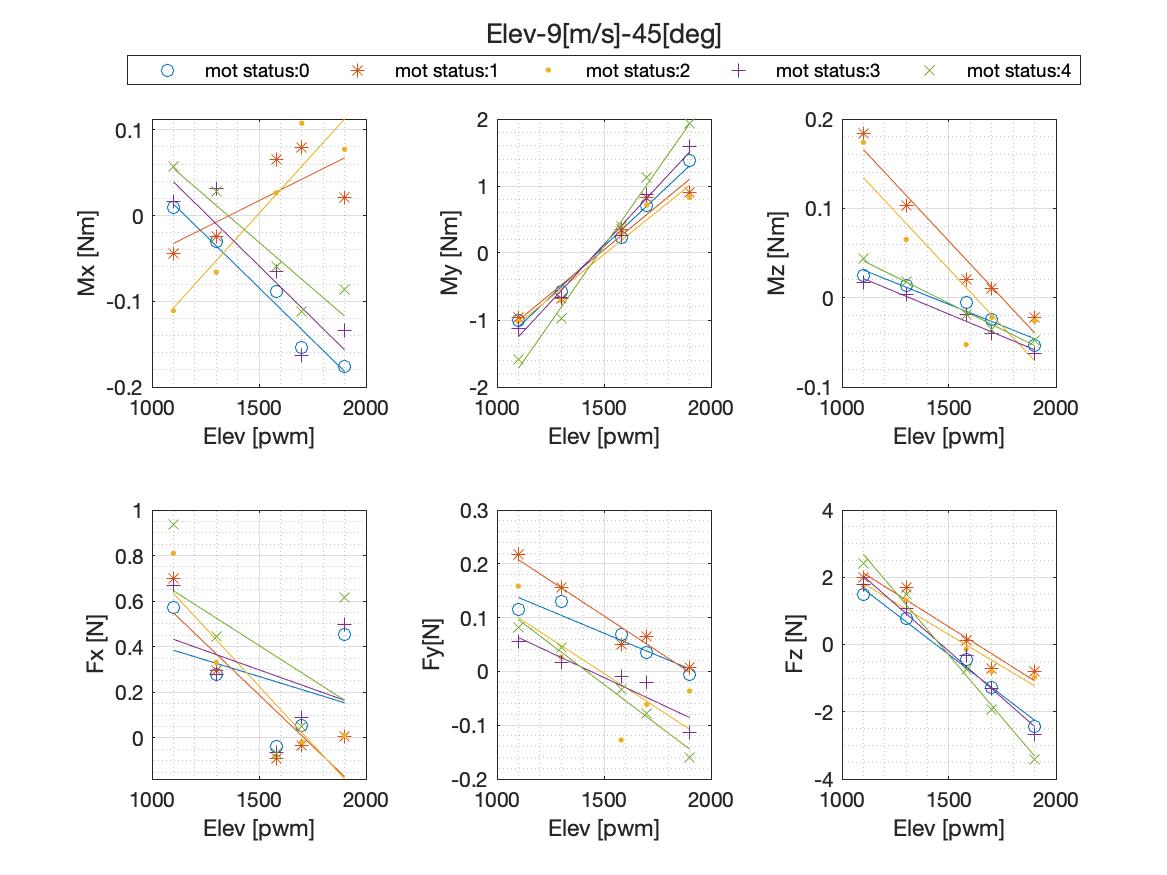 Elev-9[m/s]-45[deg]
mot status:0 mot status:1 mot status:2 mot status:3 mot status:4
0.1
0
-0.1
-0.2
Mx [Nm]
1000 1500 2000
Elev [pwm]
2
1
0
-1
-2
My [Nm]
1000 1500 2000
Elev [pwm]
0.2
0.1
0
-0.1
Mz [Nm]
1000 1500 2000
Elev [pwm]
1
0.8
0.6
0.4
0.2
0
Fx [N]
1000 1500 2000
Elev [pwm]
0.3
0.2
0.1
0
-0.1
-0.2
Fy[N]
1000 1500 2000
Elev [pwm]
4
2
0
-2
-4
Fz [N]
1000 1500 2000
Elev [pwm]